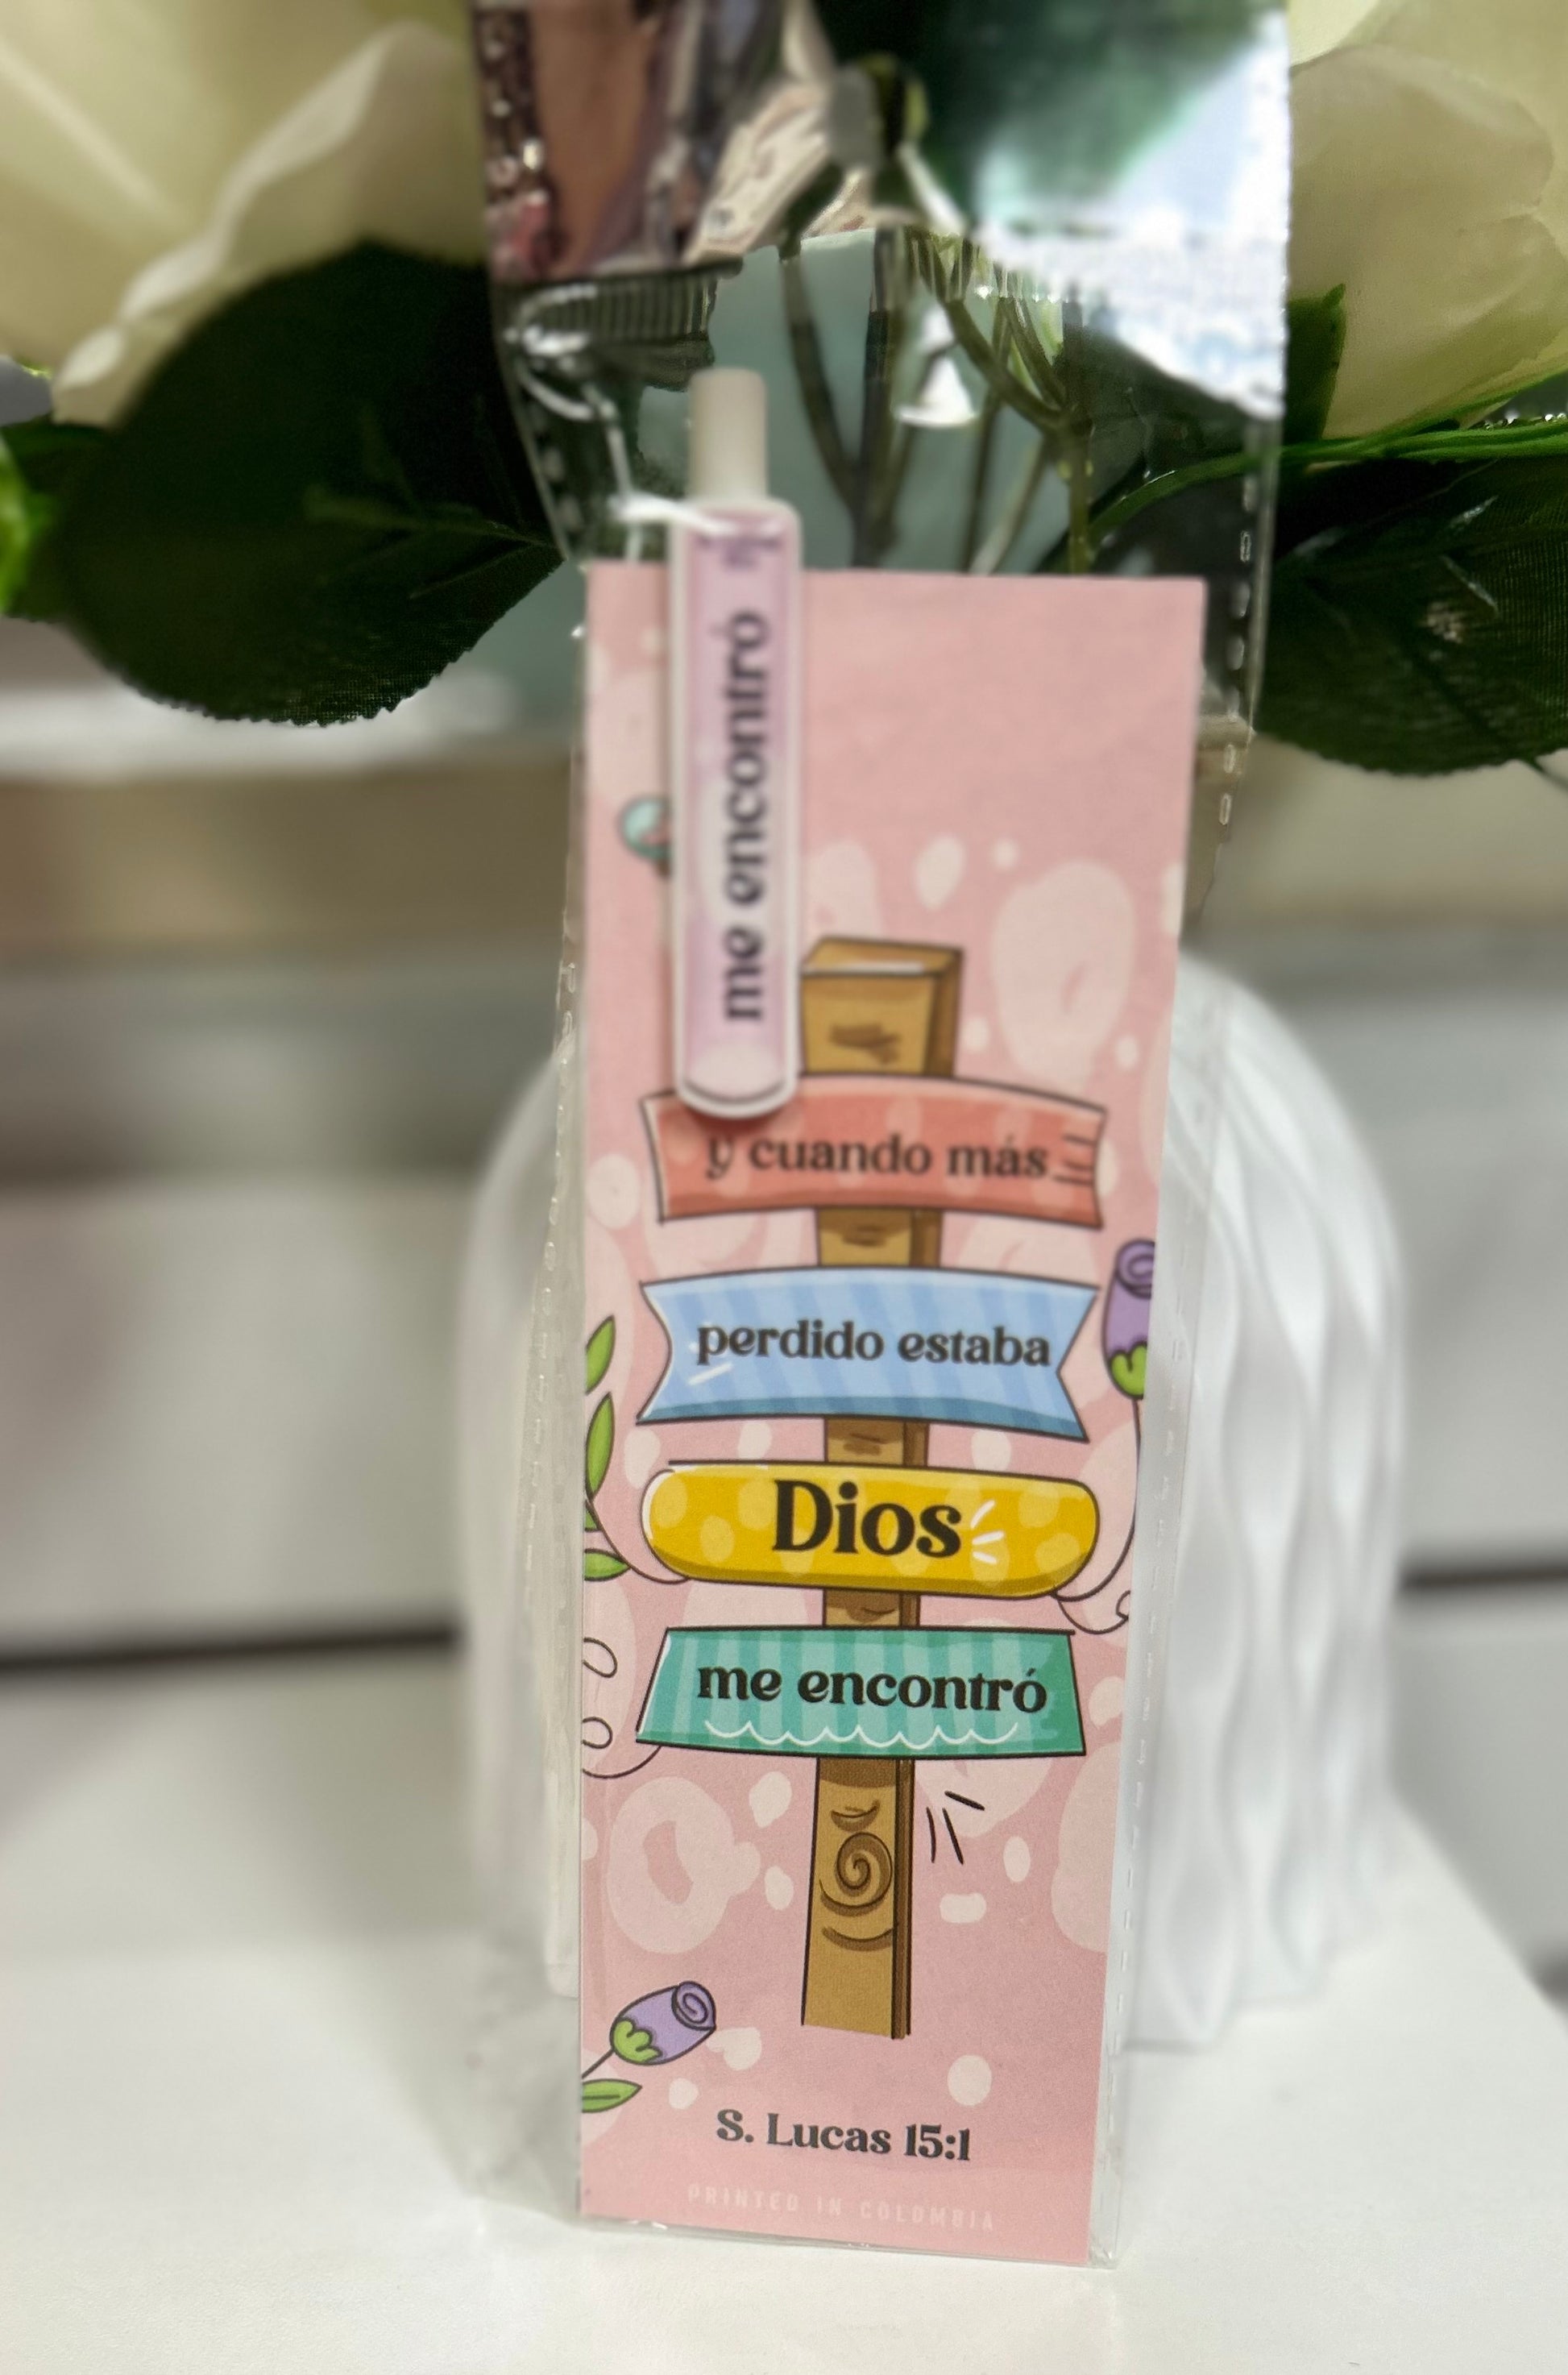 me encontró
y cuando más
perdido estaba
Dios
me encontró
S. Lucas 15:1
PRINTED IN COLOMBIA